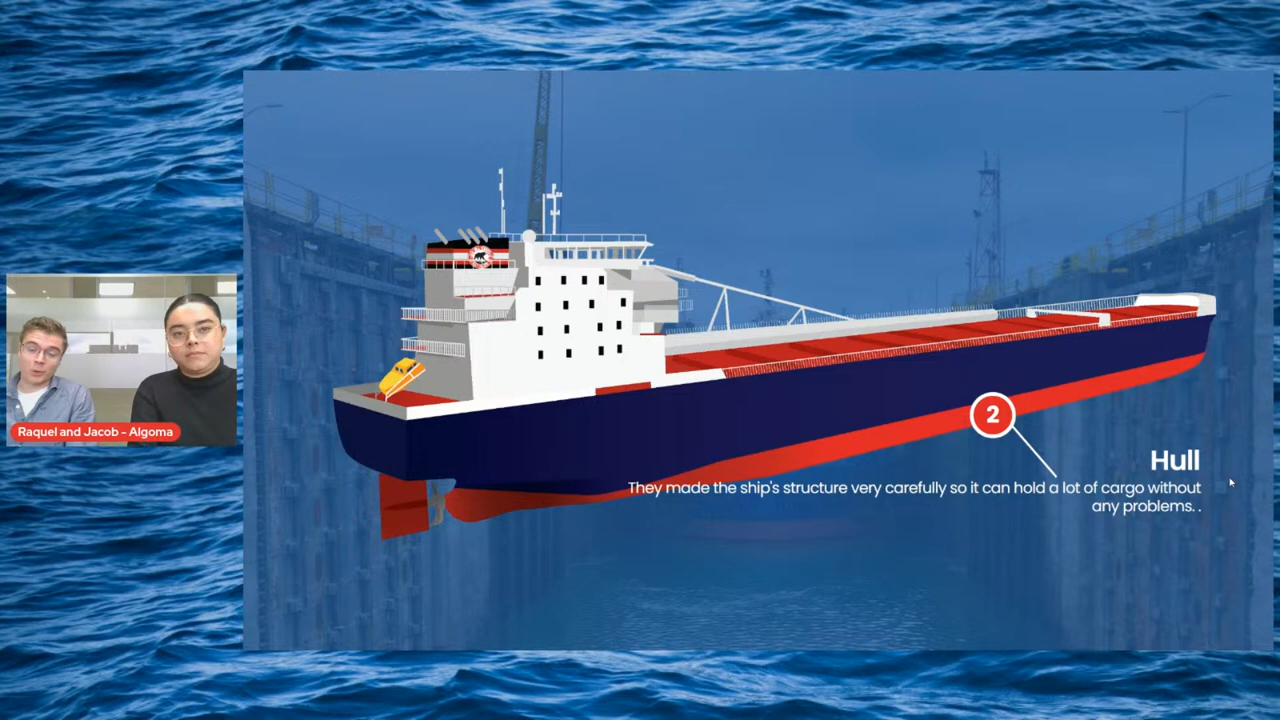 Raquel and Jacob - Algoma
2
Hull
They made the ship's structure very carefully so it can hold a lot of cargo without
any problems. .